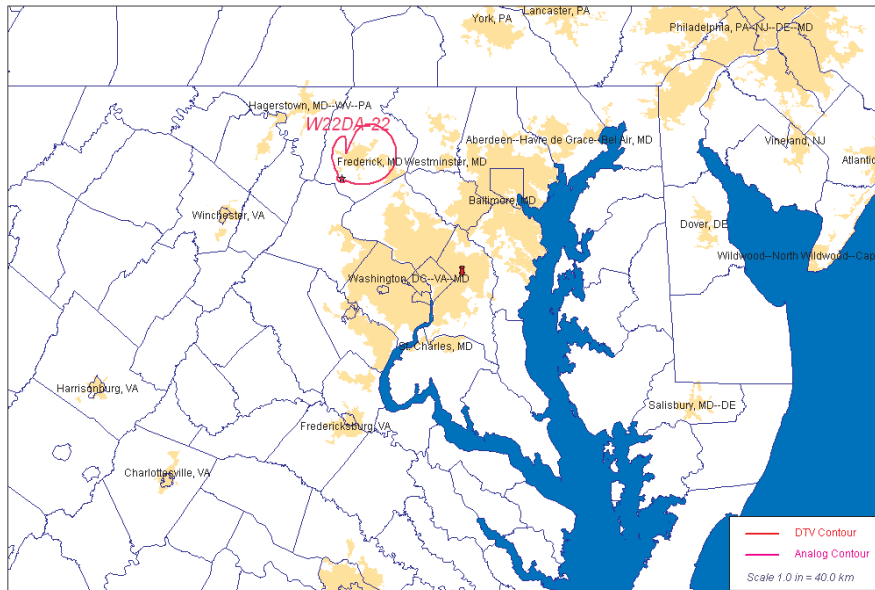 Lancaster, PA
York, PA
Philadelphia, PA--NJ--DE--MD
Hagerstown, MD--WV--PA
W22DA-22
Aberdeen--Havre de Grace--Bel Air, MD
Vineland, NJ
Frederick, MD
Westminster, MD
Atlantic
Baltimore, MD
Winchester, VA
Dover, DE
Wildwood--North Wildwood--Cap
Washington, DC--VA--MD
St. Charles, MD
Harrisonburg, VA
Salisbury, MD--DE
Fredericksburg, VA
Charlottesville, VA
DTV Contour
Analog Contour
Scale 1.0 in = 40.0 km